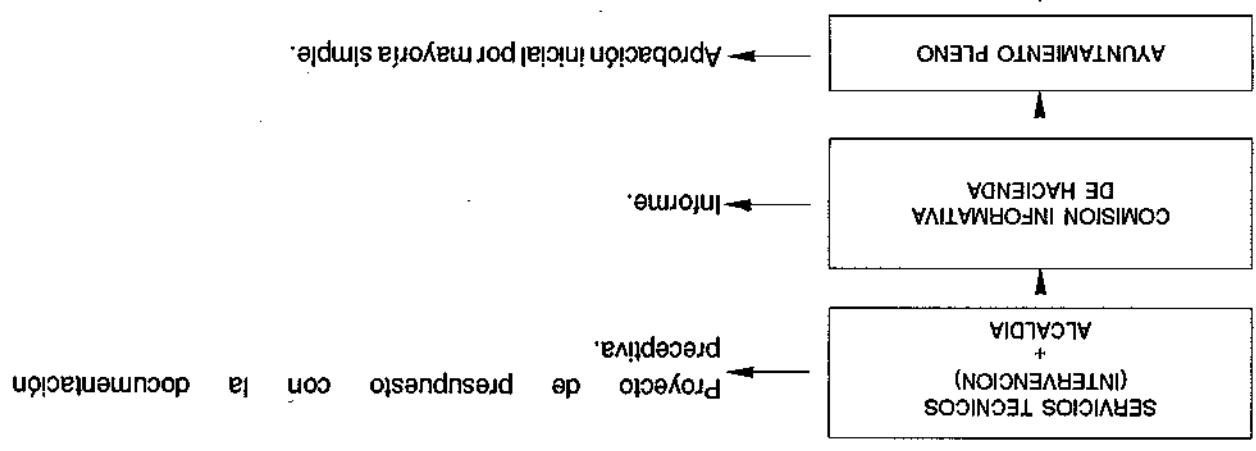 SERVICIOS TECNICOS
(INTERVENCION)
+
ALCALDIA
Proyecto de presupuesto con la documentación
preceptiva.
COMISION INFORMATIVA
DE HACIENDA
Informe.
AYUNTAMIENTO PLENO
Aprobación inicial por mayoría simple.